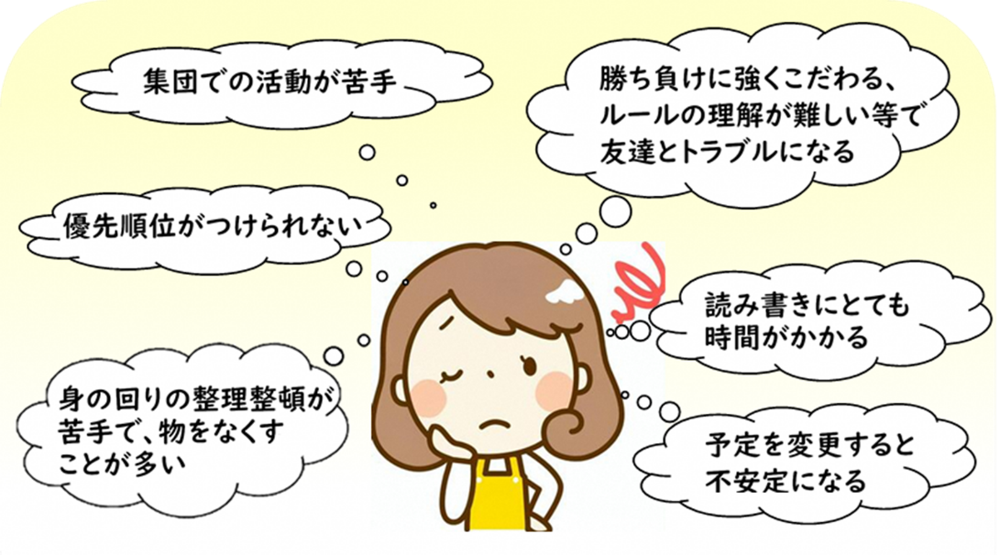 集団での活動が苦手
勝ち負けに強くこだわる、
ルールの理解が難しい等で
友達とトラブルになる
優先順位がつけられない
読み書きにとても
時間がかかる
身の回りの整理整頓が
苦手で、物をなくす
ことが多い
予定を変更すると
不安定になる